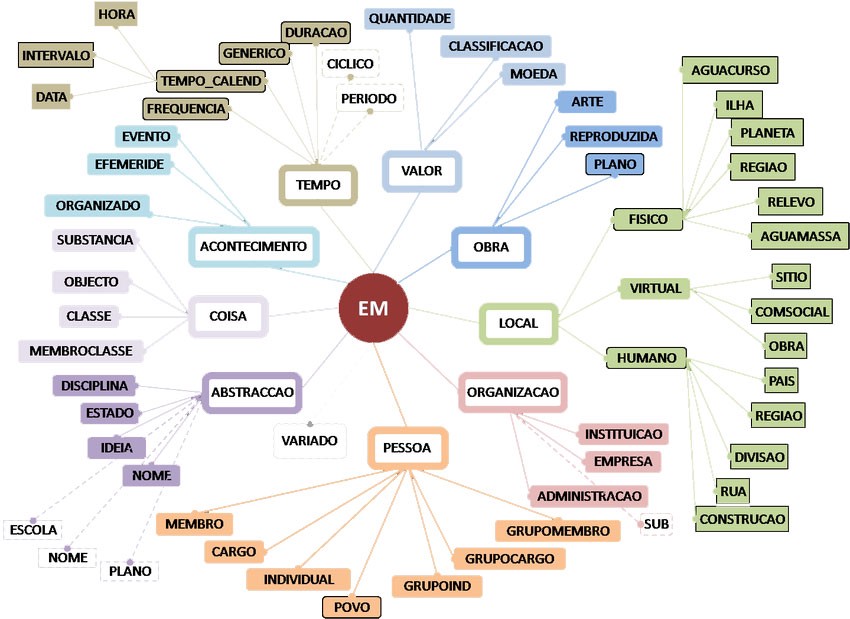 HORA
QUANTIDADE
DURACAO
INTERVALO
GENERICO
CLASSIFICACAO
CICLICO
TEMPO_CALEND
MOEDA
AGUACURSO
DATA
PERIODO
ARTE
ILHA
FREQUENCIA
EVENTO
REPRODUZIDA
PLANETA
EFEMERIDE
PLANO
REGIAO
TEMPO
VALOR
ORGANIZADO
RELEVO
FISICO
SUBSTANCIA
ACONTECIMENTO
OBRA
AGUAMASSA
OBJECTO
VIRTUAL
SITIO
CLASSE
COISA
EM
LOCAL
COMSOCIAL
MEMBROCLASSE
OBRA
HUMANO
DISCIPLINA
ABSTRACCAO
ORGANIZACAO
PAIS
ESTADO
REGIAO
IDEIA
VARIADO
PESSOA
INSTITUICAO
NOME
EMPRESA
DIVISAO
ADMINISTRACAO
RUA
ESCOLA
MEMBRO
GRUPOMEMBRO
SUB
CONSTRUCAO
NOME
CARGO
GRUPOCARGO
PLANO
INDIVIDUAL
GRUPOIND
POVO